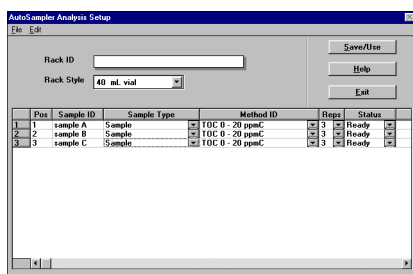 AutoSampler Analysis Setup
File Edit
Rack ID
Rack Style 40 mL vial
Save/Use
Help
Exit
Pos Sample ID Sample Type Method ID Reps Status
1 1 sample A Sample TOC 0 - 20 ppmC 3 Ready
2 2 sample B Sample TOC 0 - 20 ppmC 3 Ready
3 3 sample C Sample TOC 0 - 20 ppmC 3 Ready